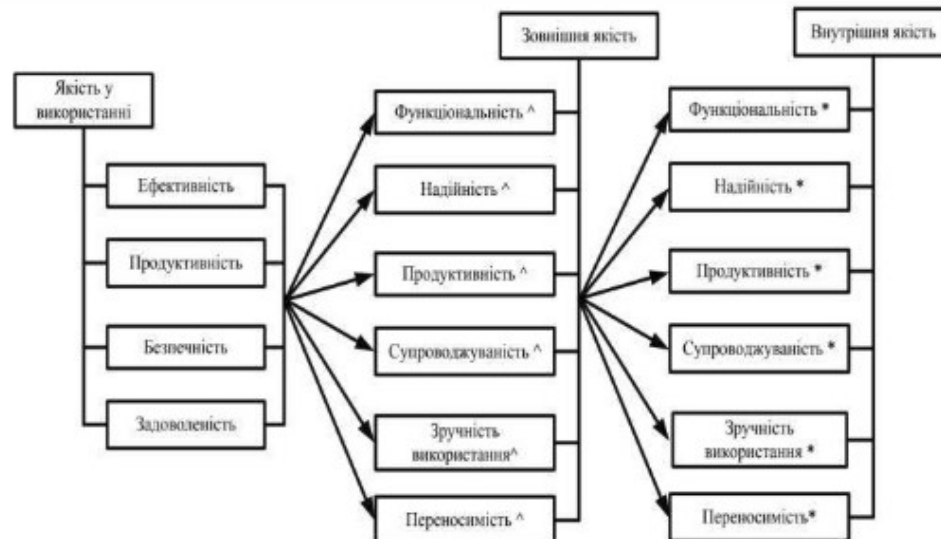 Зовнішня якість
Внутрішня якість
Якість у
використанні
Ефективність
Продуктивність
Безпечність
Задоволеність
Функціональність ^
Надійність ^
Продуктивність ^
Супроводжуваність ^
Зручність
використання^
Переносимість ^
Функціональність *
Надійність *
Продуктивність *
Супроводжуваність *
Зручність
використання *
Переносимість*